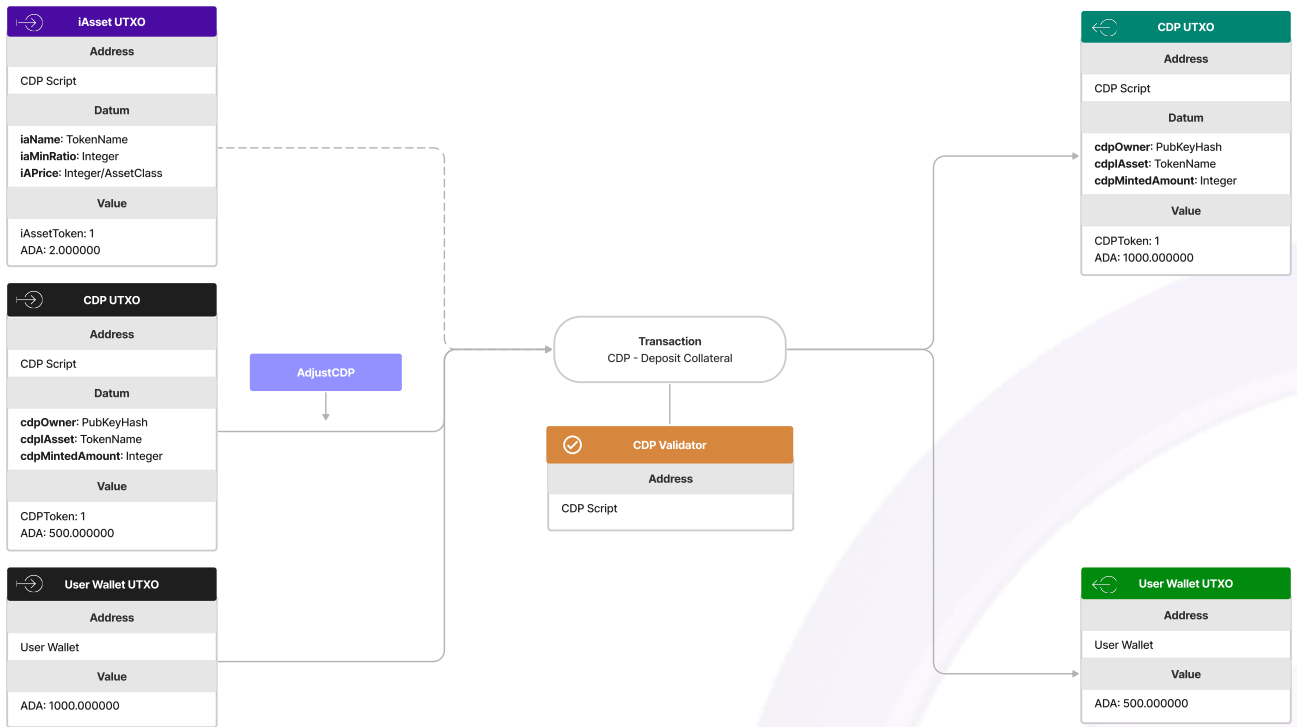 iAsset UTXO
Address
CDP Script
Datum
iaName: TokenName
iaMinRatio: Integer
iAPrice: Integer/AssetClass
Value
iAssetToken: 1
ADA: 2.000000
CDP UTXO
Address
CDP Script
Datum
cdpOwner: PubKeyHash
cdpIAsset: TokenName
cdpMintedAmount: Integer
Value
CDPToken: 1
ADA: 500.000000
User Wallet UTXO
Address
User Wallet
Value
ADA: 1000.000000
AdjustCDP
Transaction
CDP - Deposit Collateral
CDP Validator
Address
CDP Script
CDP UTXO
Address
CDP Script
Datum
cdpOwner: PubKeyHash
cdpIAsset: TokenName
cdpMintedAmount: Integer
Value
CDPToken: 1
ADA: 1000.000000
User Wallet UTXO
Address
User Wallet
Value
ADA: 500.000000